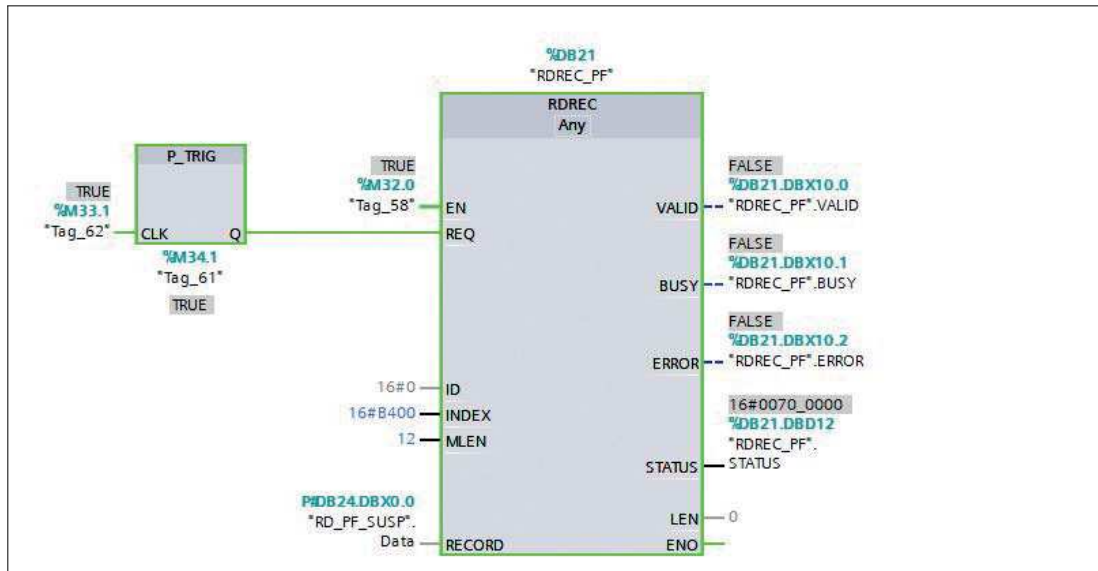 %DB21
"RDREC_PF"
RDREC
Any
P_TRIG
TRUE
%M33.1
"Tag_62"
CLK
Q
%M34.1
"Tag_61"
TRUE
TRUE
%M32.0
"Tag_58"
EN
REQ
16#0
ID
16#B400
INDEX
12
MLEN
P#DB24.DBX0.0
"RD_PF_SUSP".
Data
RECORD
VALID
FALSE
%DB21.DBX10.0
"RDREC_PF".VALID
BUSY
FALSE
%DB21.DBX10.1
"RDREC_PF".BUSY
ERROR
FALSE
%DB21.DBX10.2
"RDREC_PF".ERROR
STATUS
16#0070_0000
%DB21.DBD12
"RDREC_PF".
STATUS
LEN
0
ENO